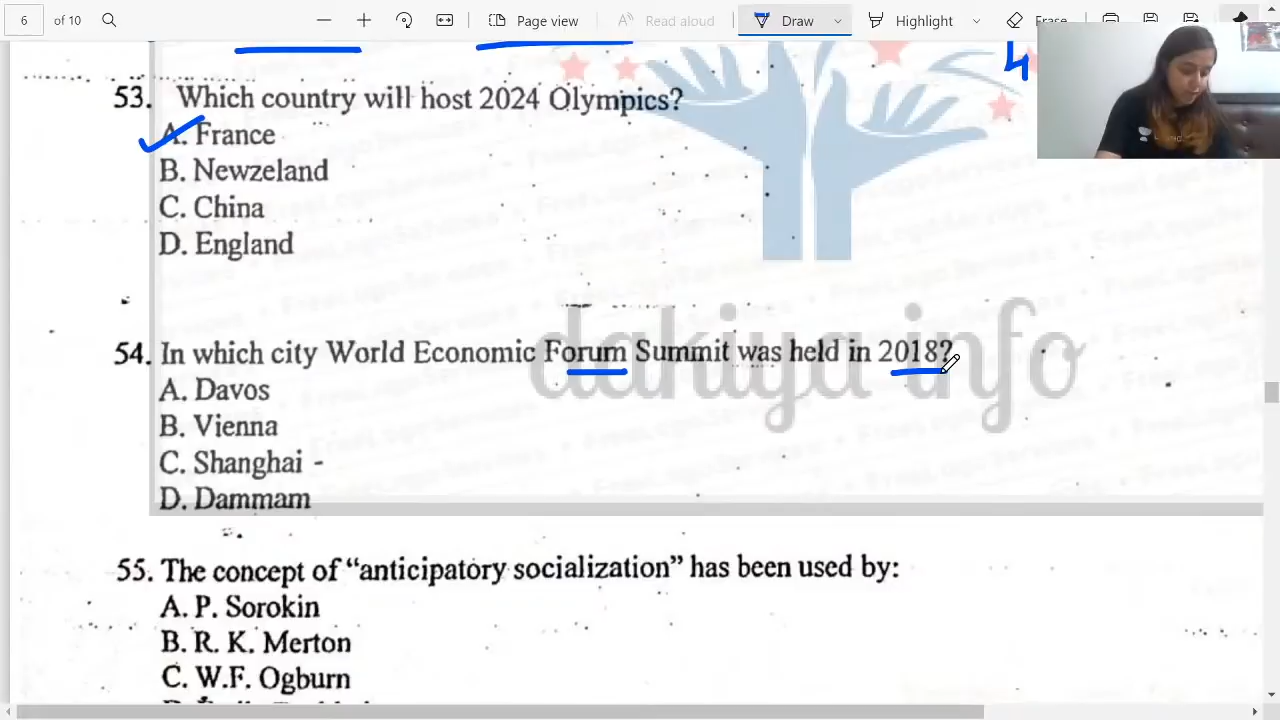 6 of 10 Page view Read aloud Draw Highlight Erase
53. Which country will host 2024 Olympics?
A. France
B. Newzeland
C. China
D. England
54. In which city World Economic Forum Summit was held in 2018?
A. Davos
B. Vienna
C. Shanghai -
D. Dammam
dakiya info
55. The concept of “anticipatory socialization” has been used by:
A. P. Sorokin
B. R. K. Merton
C. W.F. Ogburn